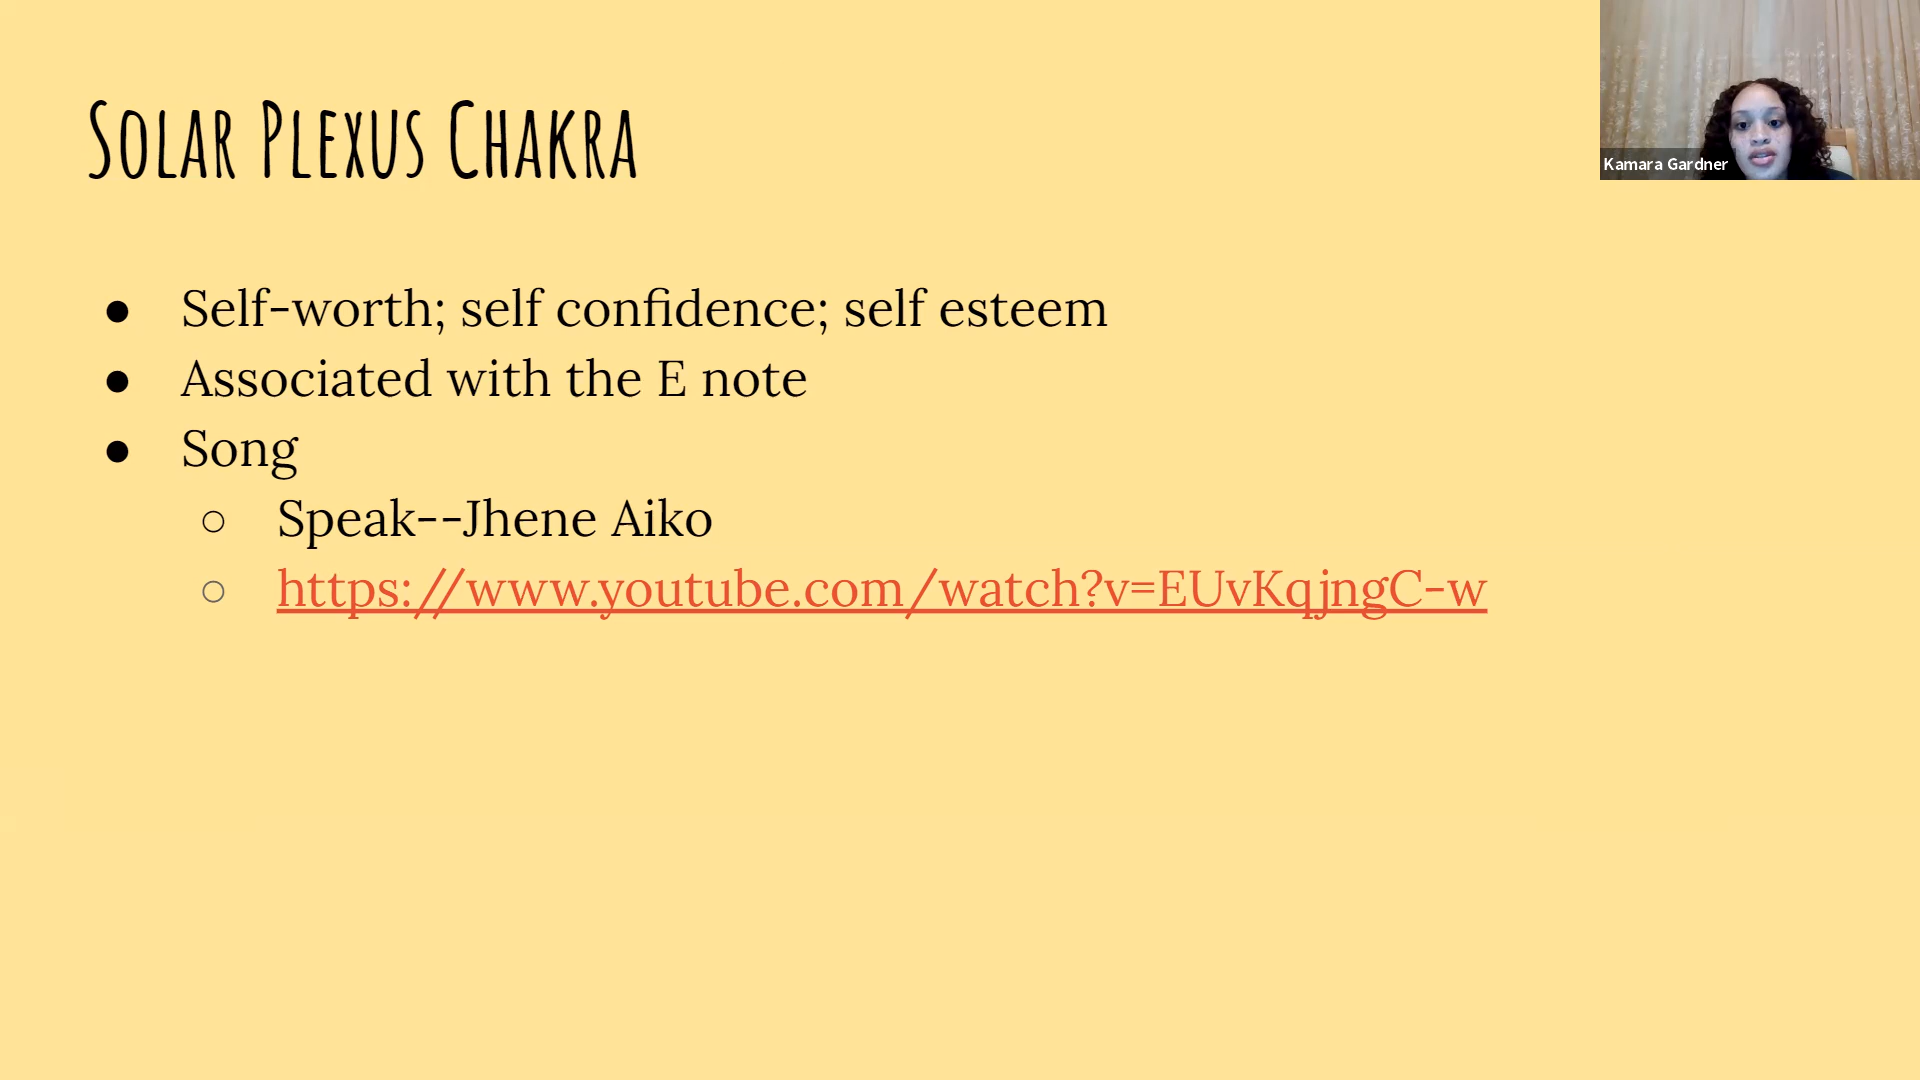 Solar Plexus Chakra
Kamara Gardner
● Self-worth; self confidence; self esteem
● Associated with the E note
● Song
○ Speak--Jhene Aiko
○ https://www.youtube.com/watch?v=EUvKqjngC-w